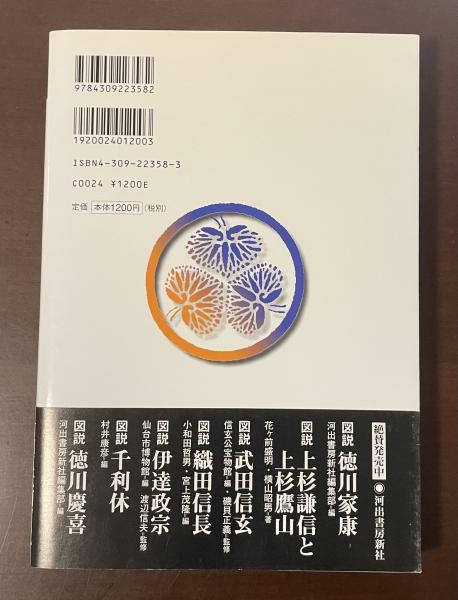 9784309223582
1920024012003
ISBN4-309-22358-3
C0024 ¥1200E
定価 本体1200円(税別)
絶賛発売中●河出書房新社
図説 徳川家康
河出書房新社編集部・編
図説 上杉謙信と
上杉鷹山
花ヶ前盛明・横山昭男・著
図説 武田信玄
信玄公宝物館・編・磯貝正義・監修
図説 織田信長
小和田哲男・宮上茂隆・編
図説 伊達政宗
仙台市博物館・編 渡辺信夫・監修
図説 千利休
村井康彦・編
図説 徳川慶喜
河出書房新社編集部・編